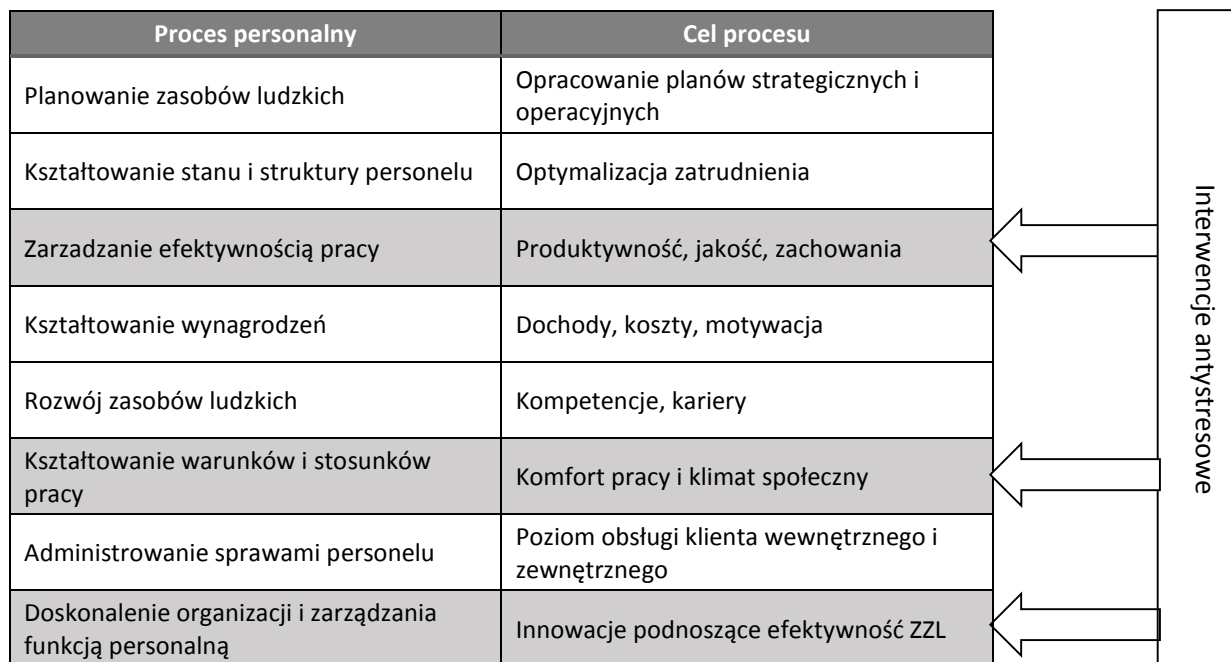 Proces personalny
Cel procesu
Planowanie zasobów ludzkich
Opracowanie planów strategicznych i
operacyjnych
Kształtowanie stanu i struktury personelu
Optymalizacja zatrudnienia
Zarzadzanie efektywnością pracy
Produktywność, jakość, zachowania
Kształtowanie wynagrodzeń
Dochody, koszty, motywacja
Rozwój zasobów ludzkich
Kompetencje, kariery
Kształtowanie warunków i stosunków
pracy
Komfort pracy i klimat społeczny
Administrowanie sprawami personelu
Poziom obsługi klienta wewnętrznego i
zewnętrznego
Doskonalenie organizacji i zarządzania
funkcją personalną
Innowacje podnoszące efektywność ZZL
Interwencje antystresowe